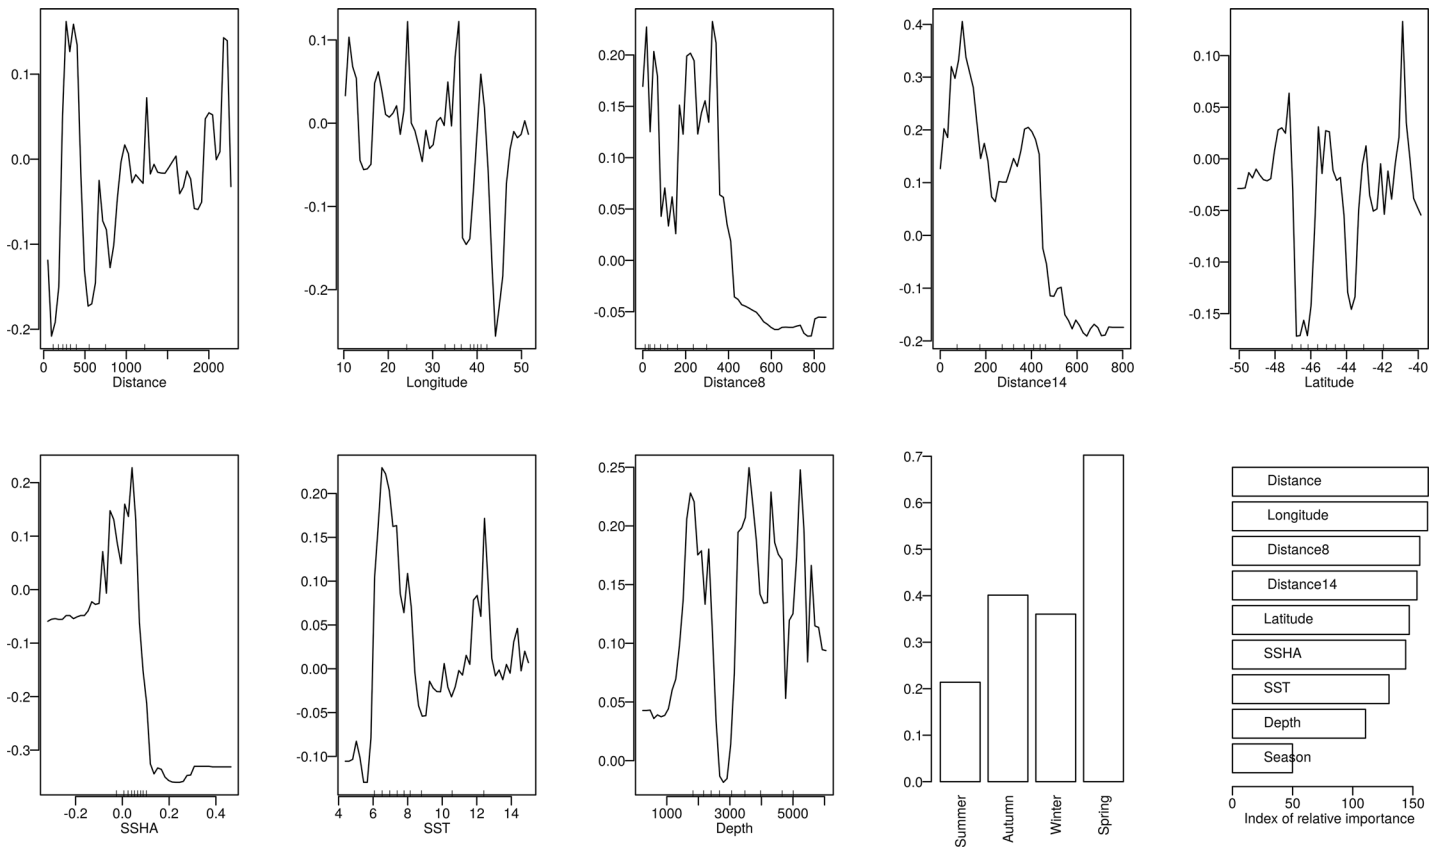 0.1
0.0
-0.1
-0.2
0 500 1000 2000
Distance
0.1
0.0
-0.1
-0.2
10 20 30 40 50
Longitude
0.20
0.15
0.10
0.05
0.00
-0.05
0 200 400 600 800
Distance8
0.4
0.3
0.2
0.1
0.0
-0.1
-0.2
0 200 400 600 800
Distance14
0.10
0.05
0.00
-0.05
-0.10
-0.15
-50 -48 -46 -44 -42 -40
Latitude
0.2
0.1
0.0
-0.1
-0.2
-0.3
-0.2 0.0 0.2 0.4
SSHA
0.20
0.15
0.10
0.05
0.00
-0.05
-0.10
4 6 8 10 12 14
SST
0.25
0.20
0.15
0.10
0.05
0.00
1000 3000 5000
Depth
0.7
0.6
0.5
0.4
0.3
0.2
0.1
0.0
Summer
Autumn
Winter
Spring
Distance
Longitude
Distance8
Distance14
Latitude
SSHA
SST
Depth
Season
0 50 100 150
Index of relative importance